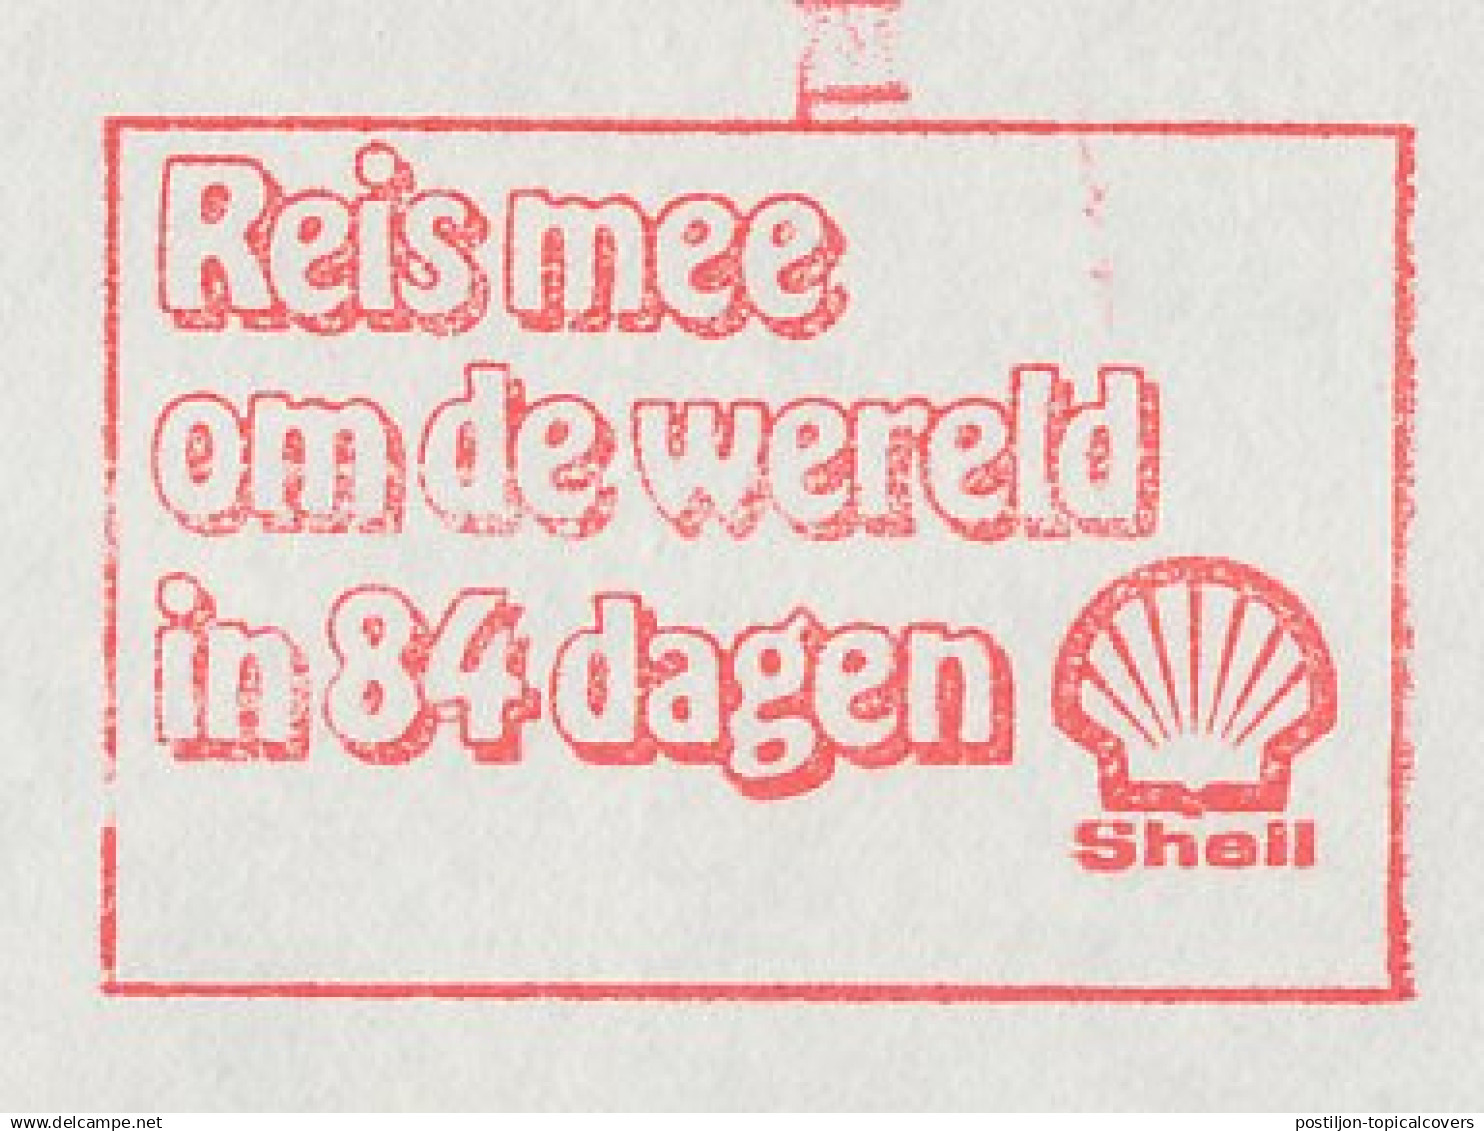 Reis mee
om de wereld
in 84 dagen
Shell
www.delcampe.net
postiljon-topicalcovers